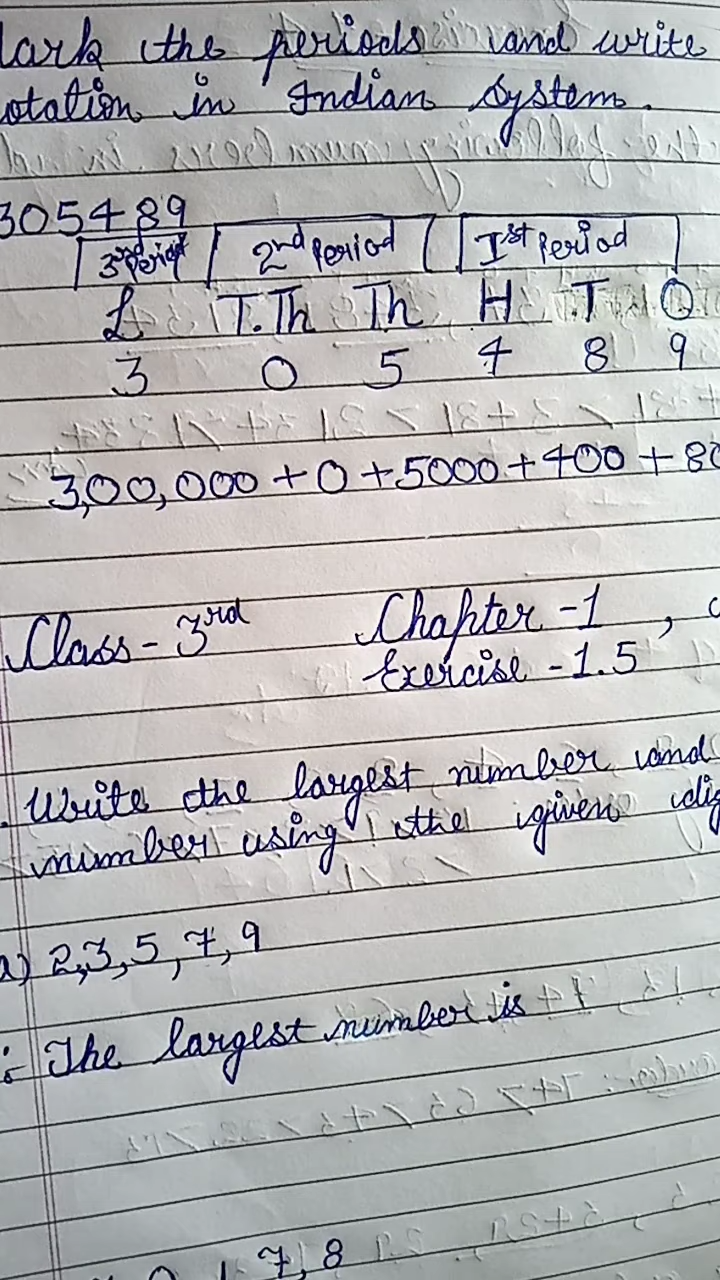 lark the periods and write
otation in Indian System.
305489
3rd Period 2nd Period Ist Period
L T.Th Th H T O
3 0 5 4 8 9
3,00,000 + 0 + 5000 + 400 + 80
Class - 3rd Chapter - 1 ,
Exercise - 1.5
. Write the largest number and
number using the given dig
a) 2,3,5,7,9
:- The largest number is
7, 8